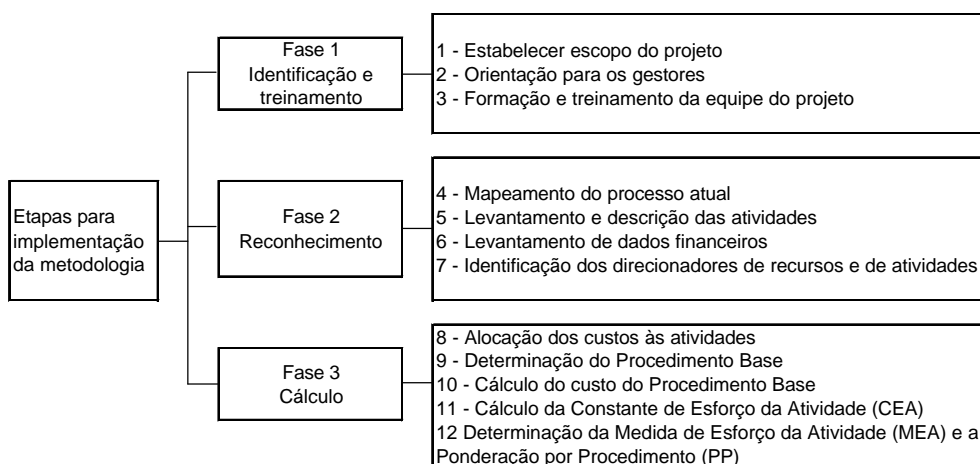 Fase 1
Identificação e
treinamento
1 - Estabelecer escopo do projeto
2 - Orientação para os gestores
3 - Formação e treinamento da equipe do projeto
Etapas para
implementação
da metodologia
Fase 2
Reconhecimento
4 - Mapeamento do processo atual
5 - Levantamento e descrição das atividades
6 - Levantamento de dados financeiros
7 - Identificação dos direcionadores de recursos e de atividades
Fase 3
Cálculo
8 - Alocação dos custos às atividades
9 - Determinação do Procedimento Base
10 - Cálculo do custo do Procedimento Base
11 - Cálculo da Constante de Esforço da Atividade (CEA)
12 Determinação da Medida de Esforço da Atividade (MEA) e a
Ponderação por Procedimento (PP)